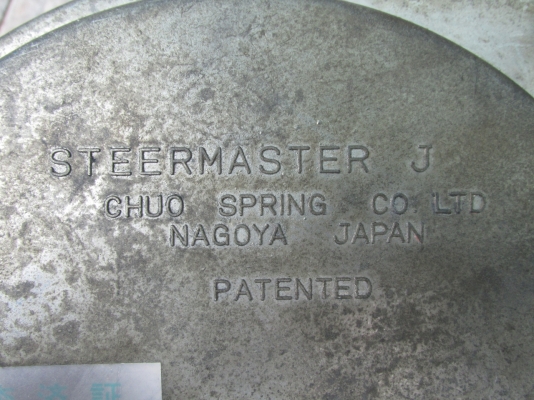 STEERMASTER J
CHUO SPRING CO LTD
NAGOYA JAPAN
PATENTED